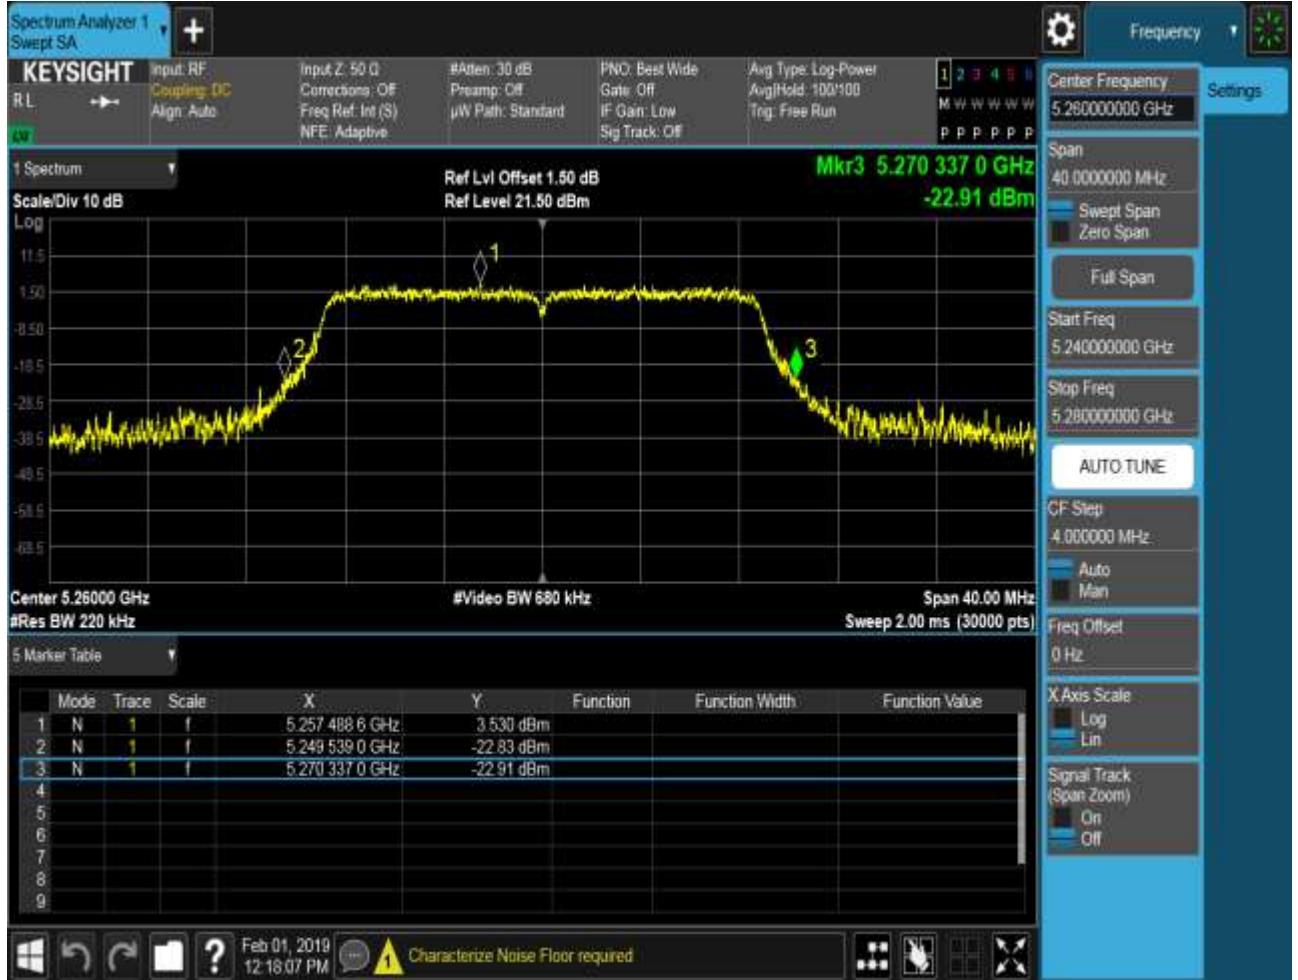 Spectrum Analyzer 1
Swept SA
+
Frequency
KEYSIGHT
Input: RF
Input Z: 50 Ω
#Atten: 30 dB
PNO: Best Wide
Avg Type: Log-Power
1 2 3 4 5 6
R L
Coupling: DC
Corrections: Off
Preamp: Off
Gate: Off
Avg|Hold: 100/100
M W W W W W
Align: Auto
Freq Ref: Int (S)
µW Path: Standard
IF Gain: Low
Trig: Free Run
NFE: Adaptive
Sig Track: Off
P P P P P P
1 Spectrum
Scale/Div 10 dB
Ref Lvl Offset 1.50 dB
Ref Level 21.50 dBm
Mkr3 5.270 337 0 GHz
-22.91 dBm
Log
11.5
1.50
-8.50
-18.5
-28.5
-38.5
-48.5
-58.5
-68.5
1
2
3
Center 5.26000 GHz
#Video BW 680 kHz
Span 40.00 MHz
#Res BW 220 kHz
Sweep 2.00 ms (30000 pts)
5 Marker Table
Mode Trace Scale X Y Function Function Width Function Value
1 N 1 f 5.257 488 6 GHz 3.530 dBm
2 N 1 f 5.249 539 0 GHz -22.83 dBm
3 N 1 f 5.270 337 0 GHz -22.91 dBm
4
5
6
7
8
9
Center Frequency
5.260000000 GHz
Settings
Span
40.0000000 MHz
Swept Span
Zero Span
Full Span
Start Freq
5.240000000 GHz
Stop Freq
5.280000000 GHz
AUTO TUNE
CF Step
4.000000 MHz
Auto
Man
Freq Offset
0 Hz
X Axis Scale
Log
Lin
Signal Track
(Span Zoom)
On
Off
?
Feb 01, 2019
12:18:07 PM
1
Characterize Noise Floor required